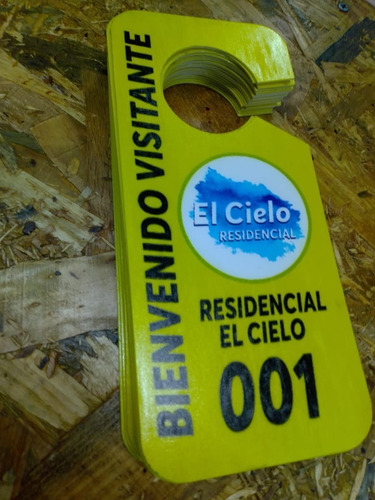 BIENVENIDO VISITANTE
El Cielo
RESIDENCIAL
RESIDENCIAL
EL CIELO
001